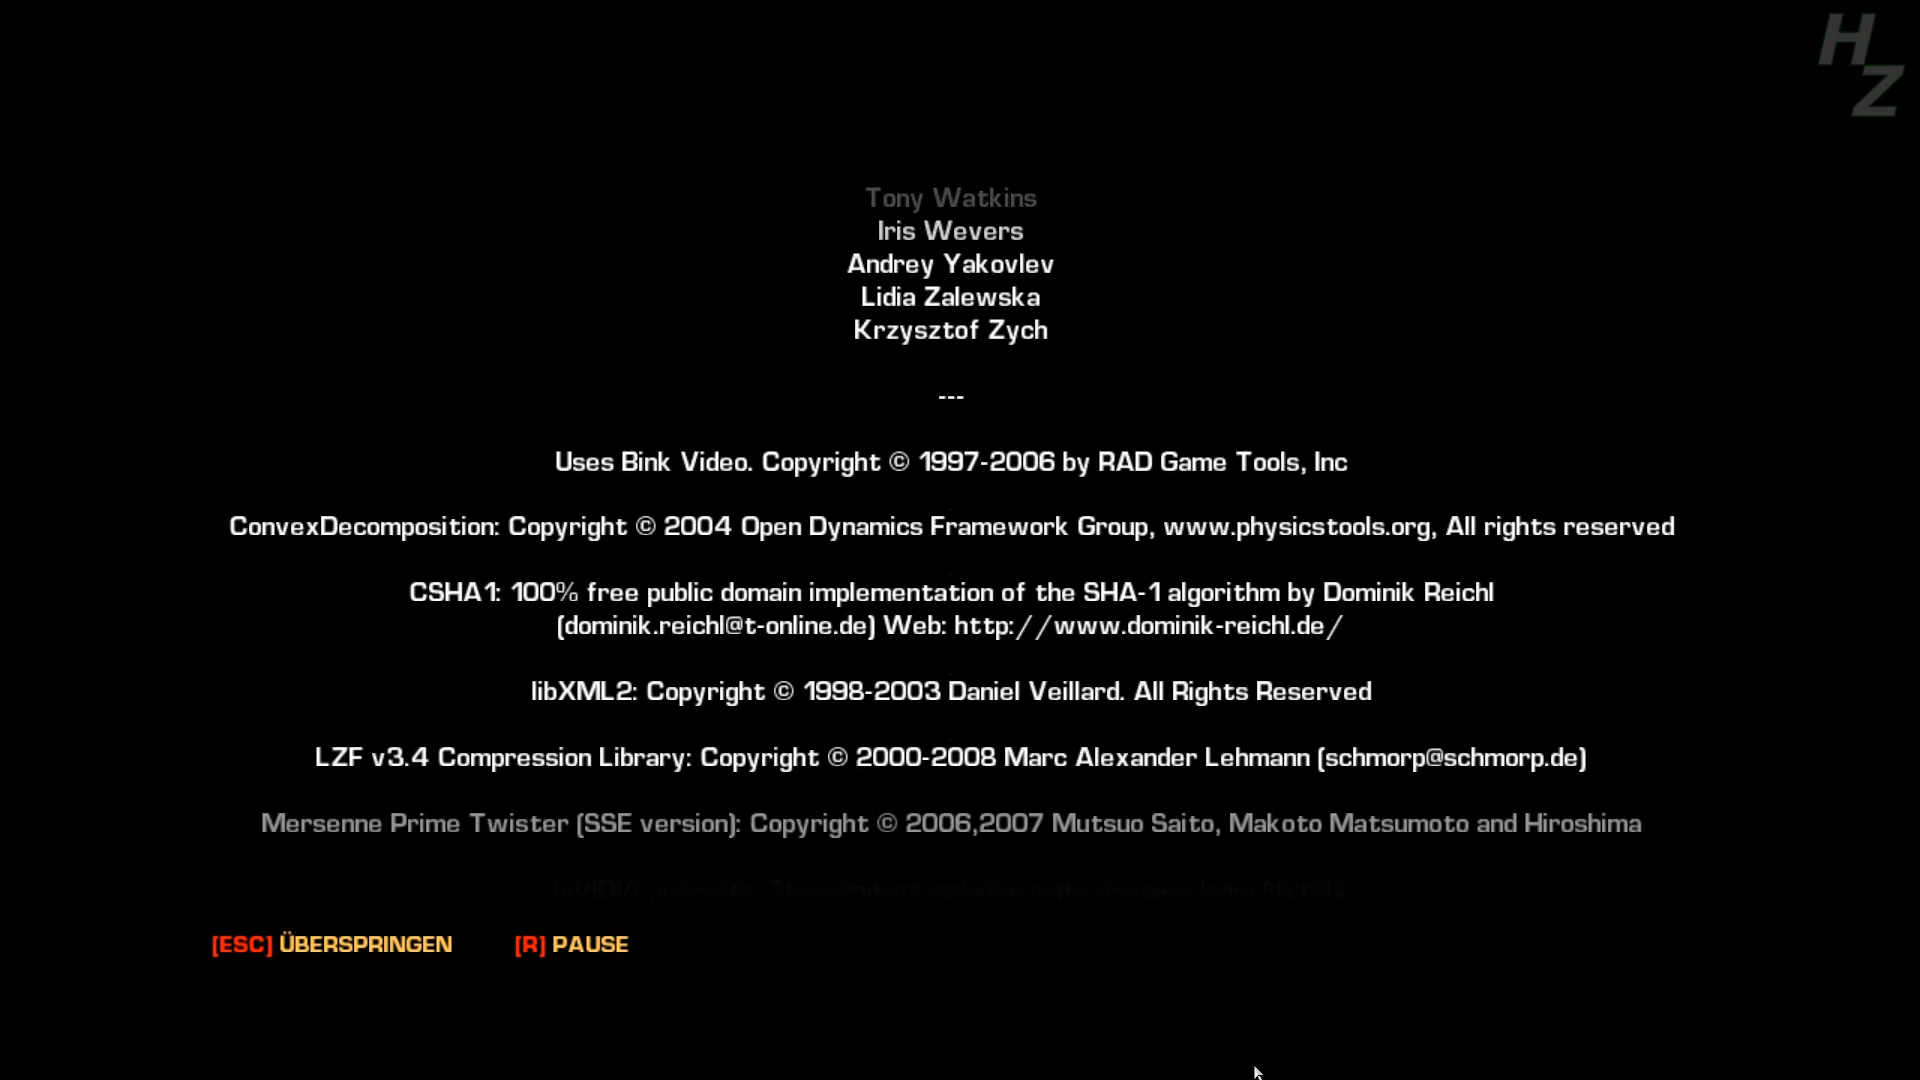 H
Z
Tony Watkins
Iris Wevers
Andrey Yakovlev
Lidia Zalewska
Krzysztof Zych
---
Uses Bink Video. Copyright © 1997-2006 by RAD Game Tools, Inc
ConvexDecomposition: Copyright © 2004 Open Dynamics Framework Group, www.physicstools.org, All rights reserved
CSHA1: 100% free public domain implementation of the SHA-1 algorithm by Dominik Reichl
(dominik.reichl@t-online.de) Web: http://www.dominik-reichl.de/
libXML2: Copyright © 1998-2003 Daniel Veillard. All Rights Reserved
LZF v3.4 Compression Library: Copyright © 2000-2008 Marc Alexander Lehmann (schmorp@schmorp.de)
Mersenne Prime Twister (SSE version): Copyright © 2006,2007 Mutsuo Saito, Makoto Matsumoto and Hiroshima
[ESC] ÜBERSPRINGEN [R] PAUSE